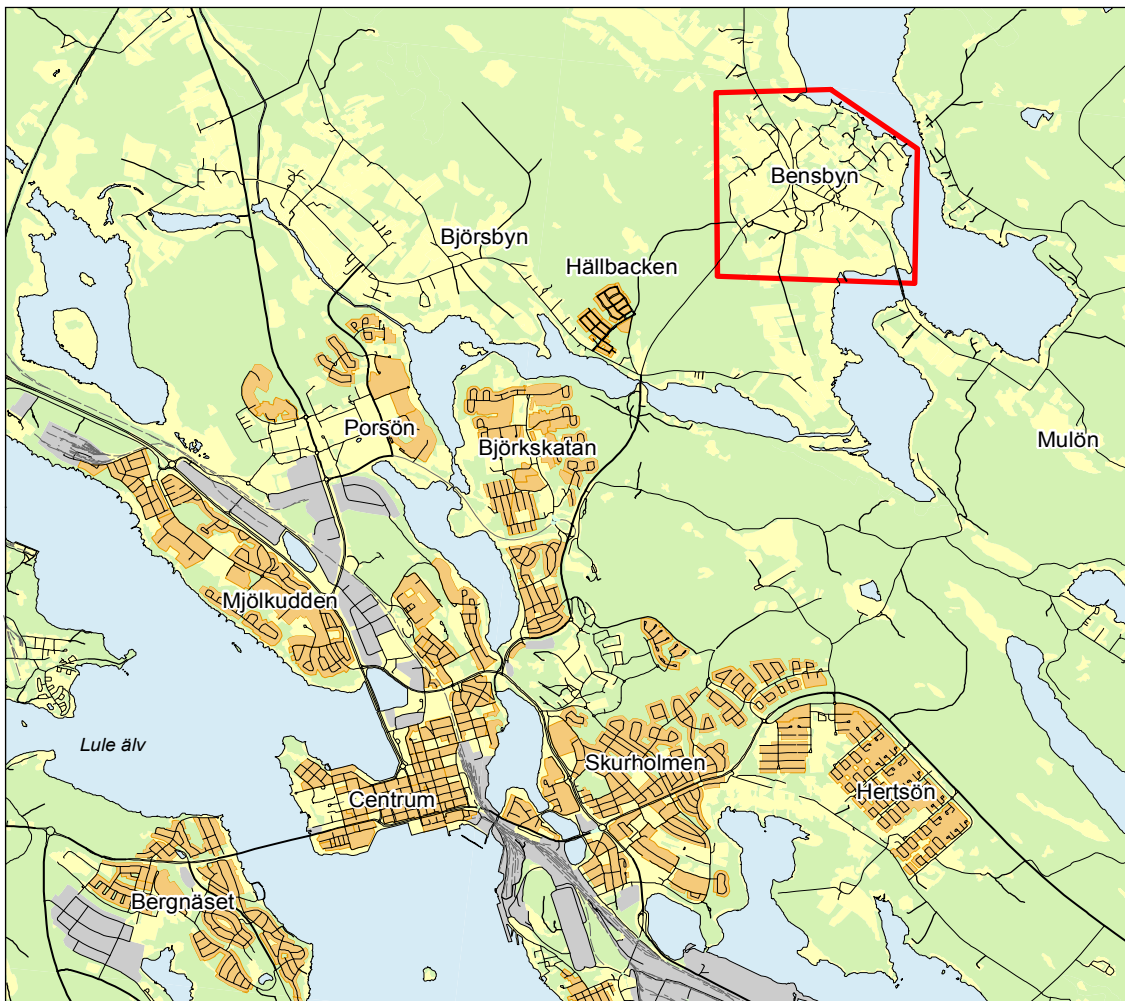 Bensbyn
Björsbyn
Hällbacken
Porsön
Mulön
Björkskatan
Mjölkudden
Lule älv
Skurholmen
Centrum
Hertsön
Bergnäset